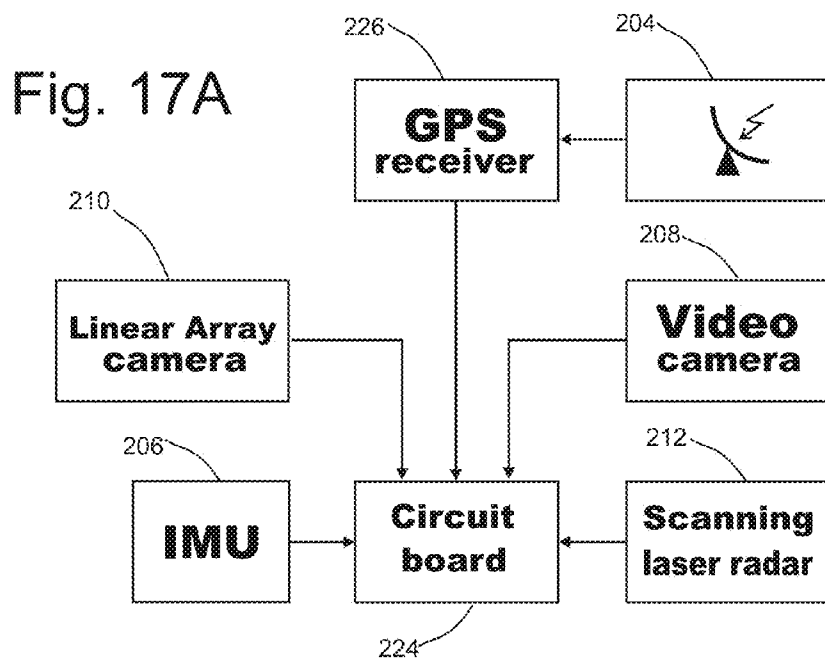 Fig. 17A
226
204
GPS
receiver
210
208
Linear Array
camera
Video
camera
206
212
IMU
Circuit
board
Scanning
laser radar
224